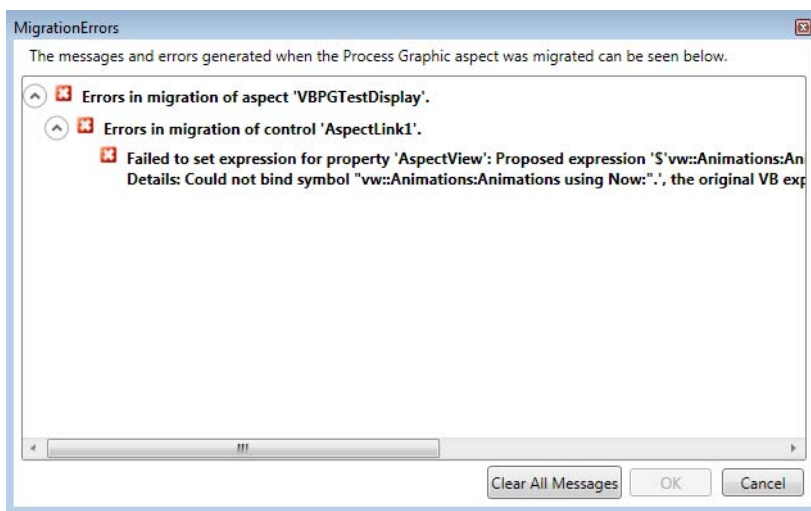 MigrationErrors
The messages and errors generated when the Process Graphic aspect was migrated can be seen below.
Errors in migration of aspect 'VBPGTestDisplay'.
Errors in migration of control 'AspectLink1'.
Failed to set expression for property 'AspectView': Proposed expression '$'vw::Animations:An
Details: Could not bind symbol "vw::Animations:Animations using Now:".', the original VB exp
Clear All Messages OK Cancel